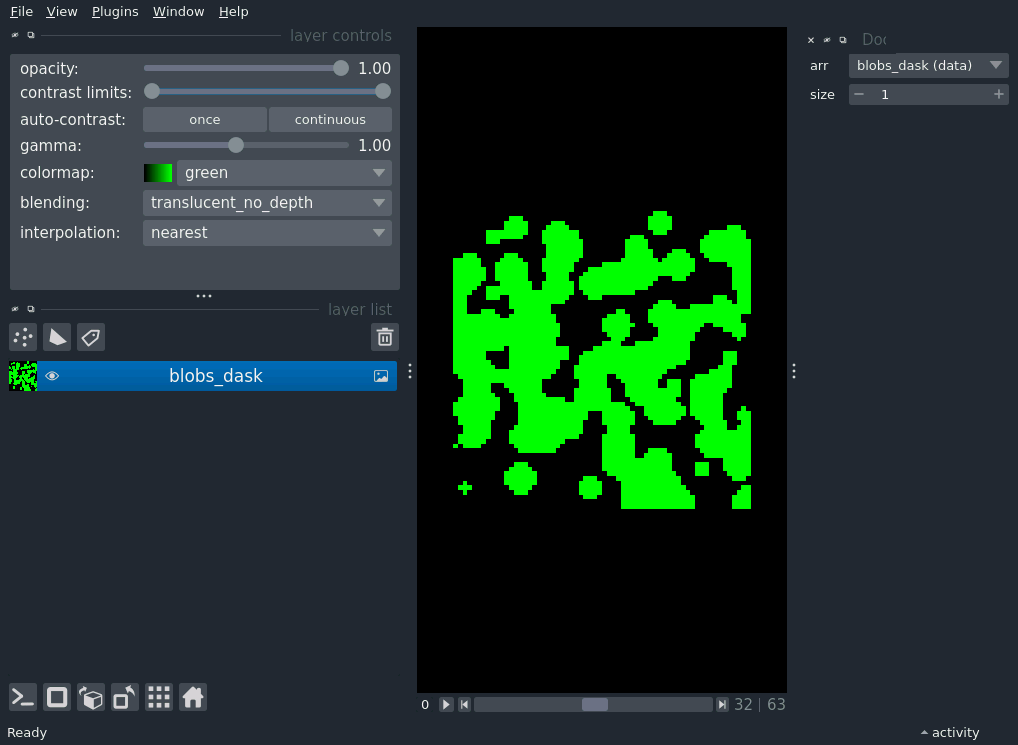 File View Plugins Window Help
layer controls
opacity: 1.00
contrast limits:
auto-contrast: once continuous
gamma: 1.00
colormap: green
blending: translucent_no_depth
interpolation: nearest
layer list
blobs_dask
arr blobs_dask (data)
size 1
0 32 | 63
Ready
activity